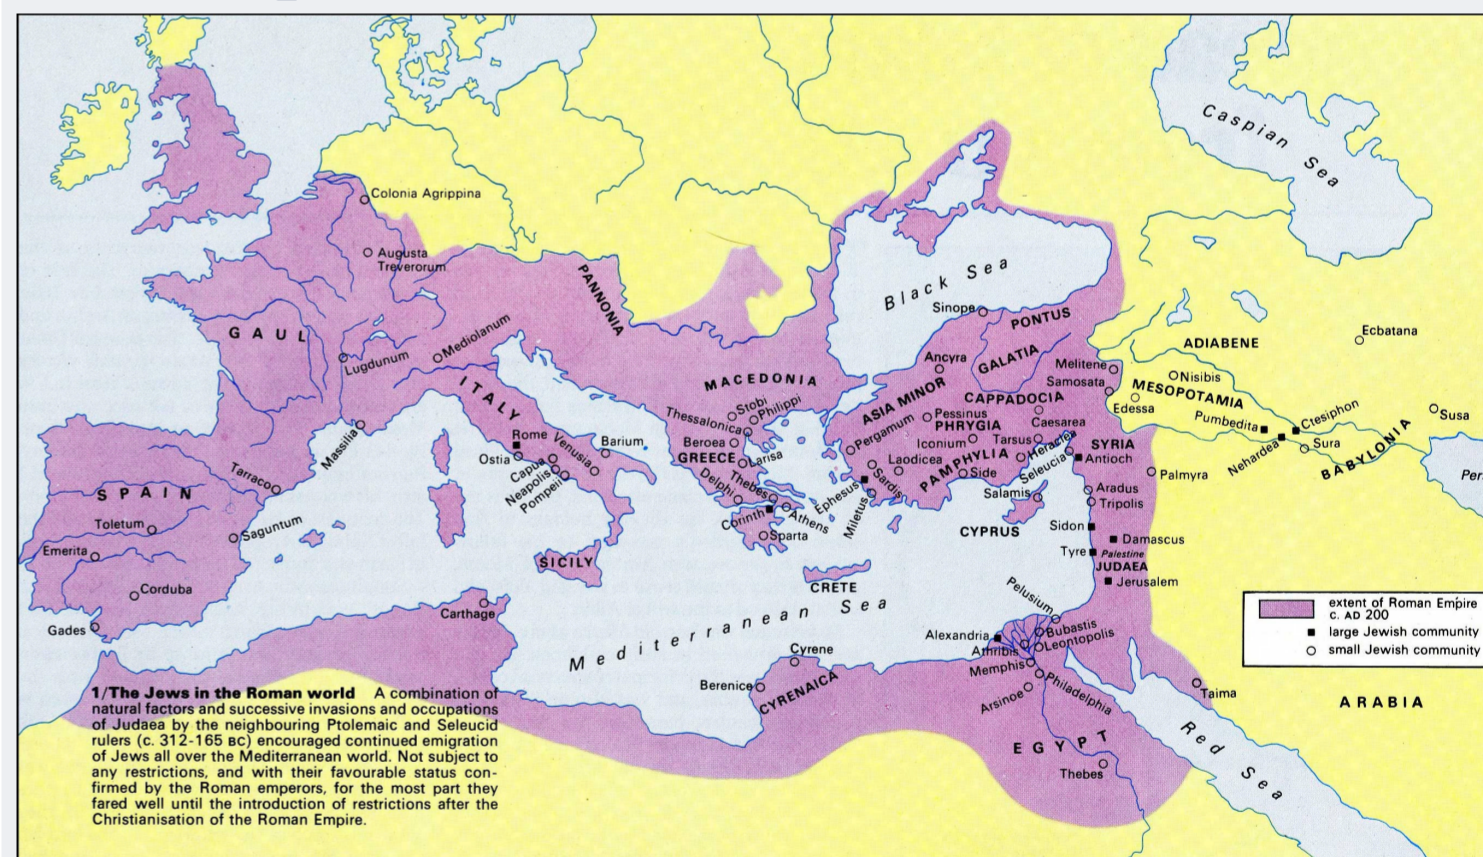 Caspian Sea
Colonia Agrippina
Augusta
Treverorum
PANNONIA
Black Sea
Sinope
PONTUS
GAUL
Lugdunum
Mediolanum
Ancyra
GALATIA
Melitene
Samosata
ADIABENE
Ecbatana
Nisibis
MESOPOTAMIA
Edessa
ITALY
MACEDONIA
ASIA MINOR
CAPPADOCIA
Caesarea
Stobi
Philippi
Thessalonica
Beroea
GREECE
Larisa
Pergamum
Pessinus
PHRYGIA
Iconium
Tarsus
Heraclea
Seleucia
SYRIA
Antioch
Pumbedita
Ctesiphon
Nehardea
Sura
BABYLONIA
Susa
Massilia
Rome
Ostia
Capua
Neapolis
Pompeii
Venusia
Barium
Delphi
Thebes
Corinth
Athens
Sparta
Laodicea
PAMPHYLIA
Side
Sardis
Ephesus
Miletus
Salamis
CYPRUS
Palmyra
Aradus
Tripolis
Sidon
Damascus
Tyre
Palestine
JUDAEA
Jerusalem
Per
Tarraco
SPAIN
Toletum
Saguntum
Emerita
Corduba
Gades
SICILY
Carthage
CRETE
Mediterranean Sea
Pelusium
Alexandria
Bubastis
Leontopolis
Athribis
Memphis
Philadelphia
Arsinoe
Cyrene
Berenice
CYRENAICA
EGYPT
Thebes
Taima
Red Sea
ARABIA
extent of Roman Empire
c. AD 200
large Jewish community
small Jewish community
1/The Jews in the Roman world A combination of
natural factors and successive invasions and occupations
of Judaea by the neighbouring Ptolemaic and Seleucid
rulers (c. 312-165 BC) encouraged continued emigration
of Jews all over the Mediterranean world. Not subject to
any restrictions, and with their favourable status con-
firmed by the Roman emperors, for the most part they
fared well until the introduction of restrictions after the
Christianisation of the Roman Empire.